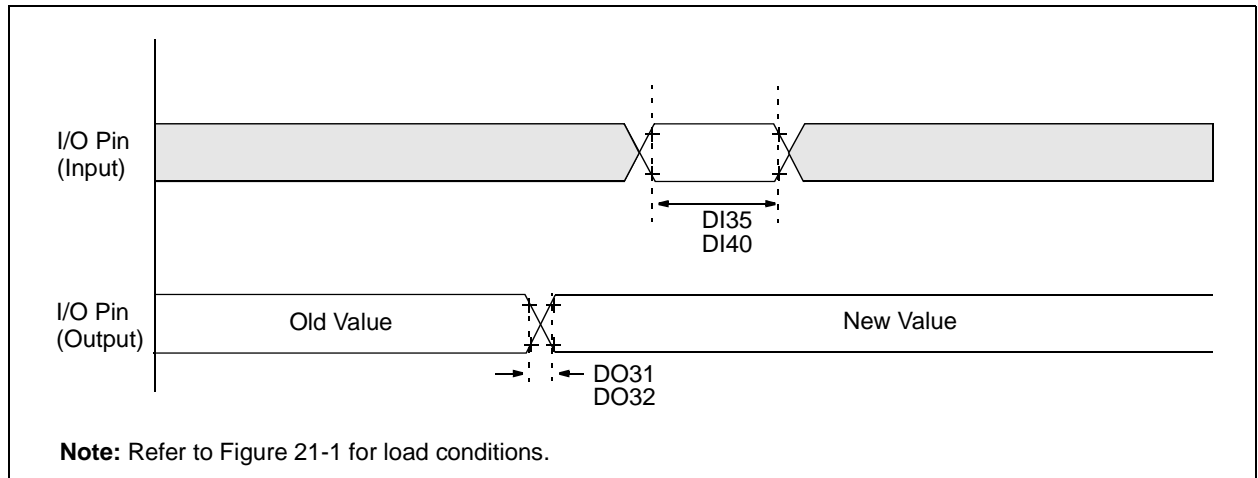 I/O Pin
(Input)
DI35
DI40
I/O Pin
(Output)
Old Value
New Value
DO31
DO32
Note: Refer to Figure 21-1 for load conditions.